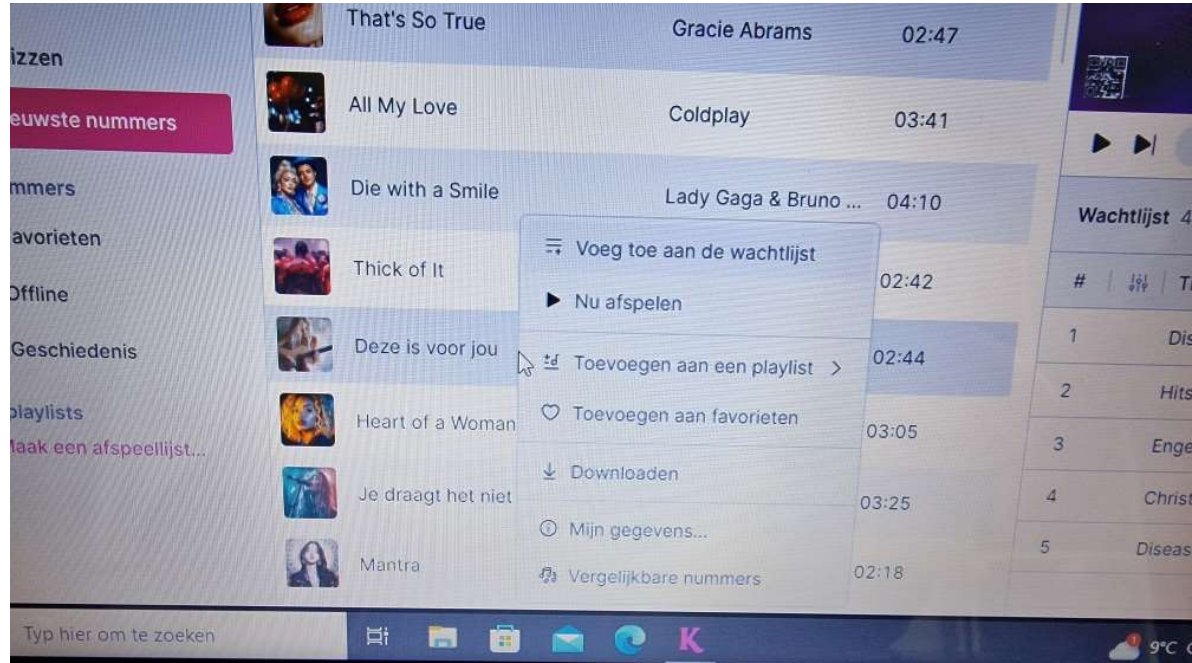 That's So True Gracie Abrams 02:47
izzen
All My Love Coldplay 03:41
euwste nummers
Die with a Smile Lady Gaga & Bruno ... 04:10
mmers
Wachtlijst 4
avorieten
Voeg toe aan de wachtlijst
Thick of It 02:42
# T
Offline
Nu afspelen
1 Dis
Geschiedenis
Deze is voor jou 02:44
Toevoegen aan een playlist >
2 Hits
playlists
Toevoegen aan favorieten
Heart of a Woman 03:05
3 Enge
aak een afspeellijst...
Downloaden
Je draagt het niet 03:25
4 Christ
Mijn gegevens...
5 Diseas
Mantra 02:18
Vergelijkbare nummers
Typ hier om te zoeken
K
9°C